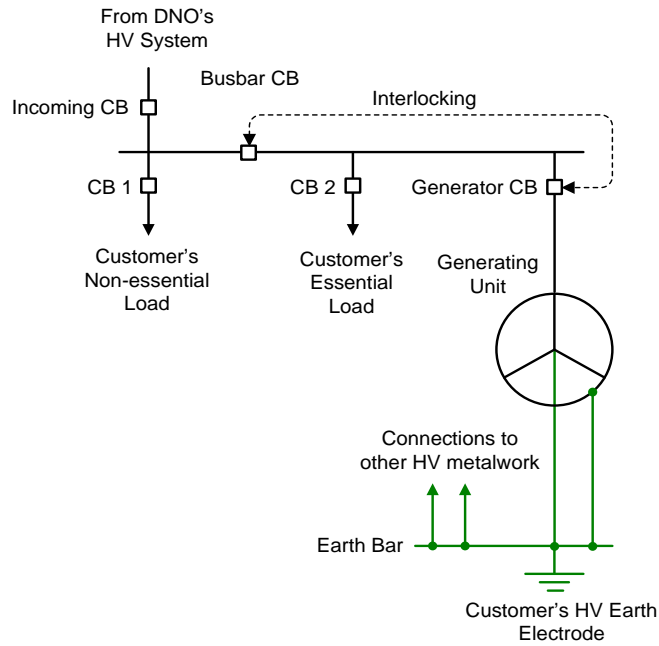 From DNO's
HV System
Busbar CB
Incoming CB
Interlocking
CB 1
CB 2
Generator CB
Customer's
Non-essential
Load
Customer's
Essential
Load
Generating
Unit
Connections to
other HV metalwork
Earth Bar
Customer's HV Earth
Electrode